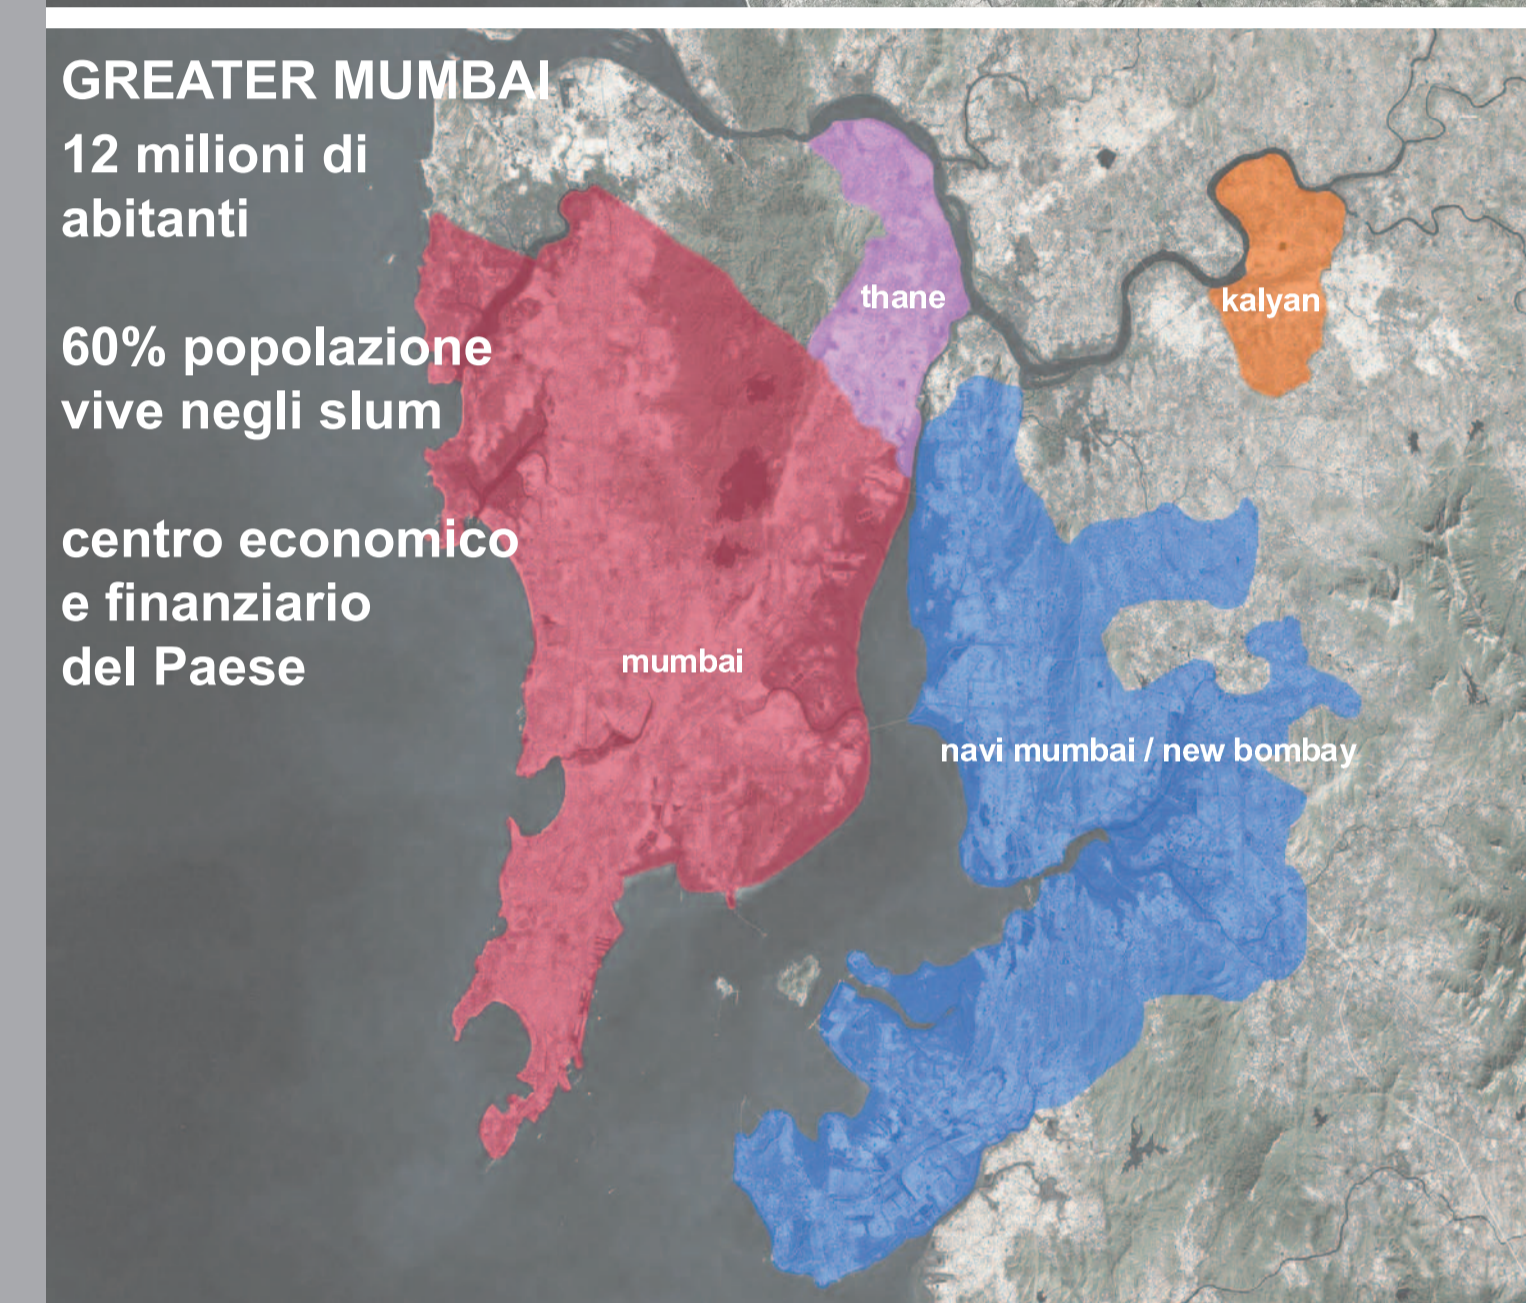 GREATER MUMBAI
12 milioni di
abitanti
60% popolazione
vive negli slum
centro economico
e finanziario
del Paese
thane
kalyan
mumbai
navi mumbai / new bombay